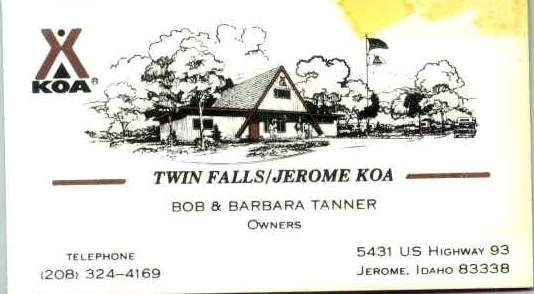 KOA®
TWIN FALLS/JEROME KOA
BOB & BARBARA TANNER
OWNERS
TELEPHONE
(208) 324-4169
5431 US HIGHWAY 93
JEROME, IDAHO 83338